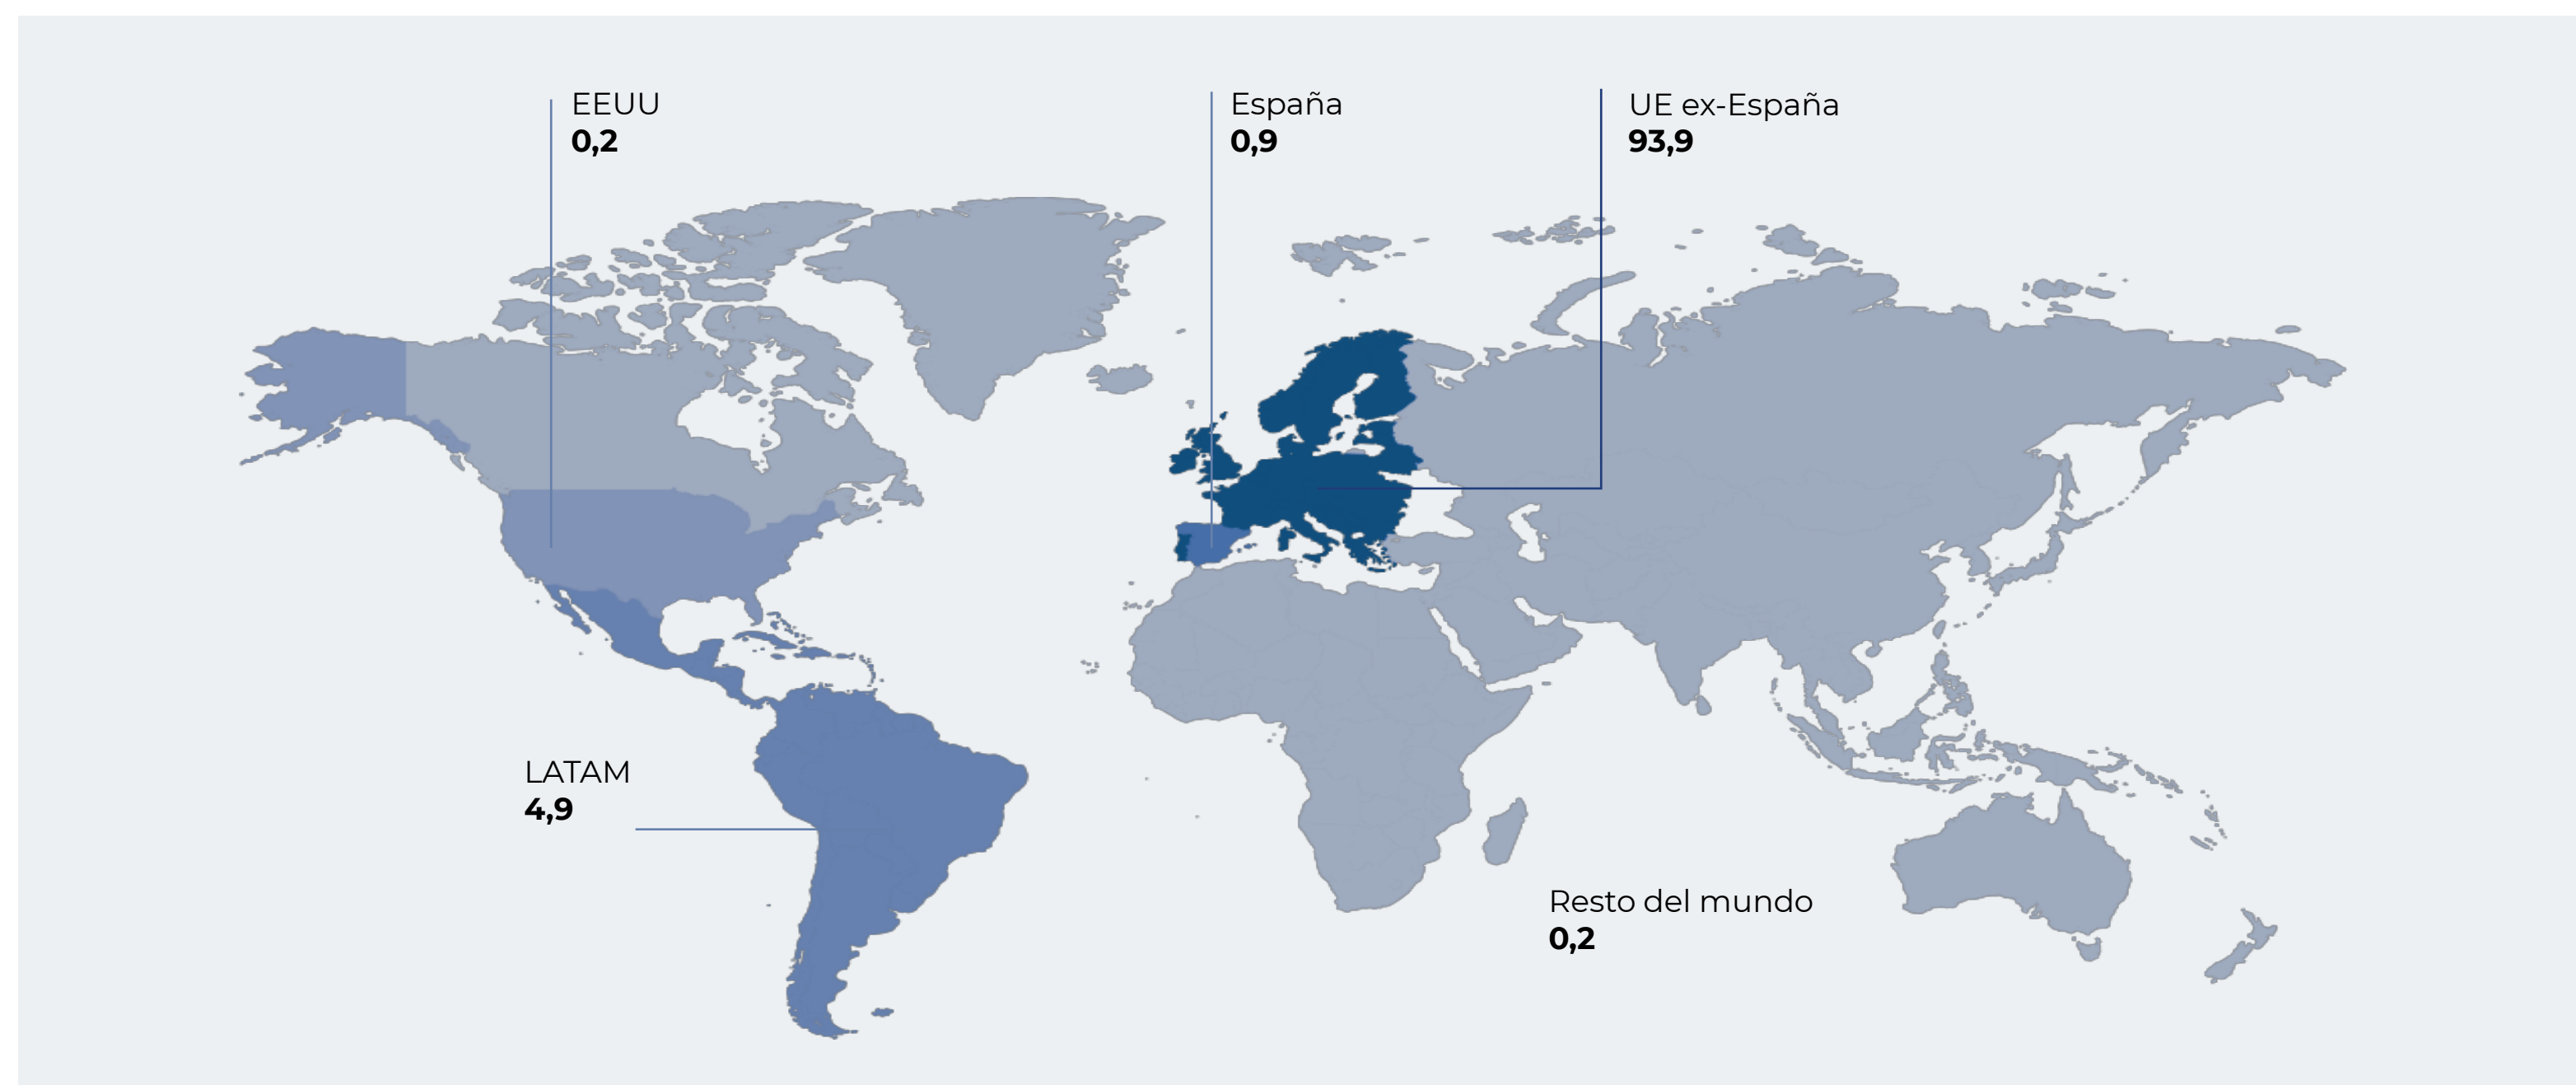 EEUU
0,2
España
0,9
UE ex-España
93,9
LATAM
4,9
Resto del mundo
0,2